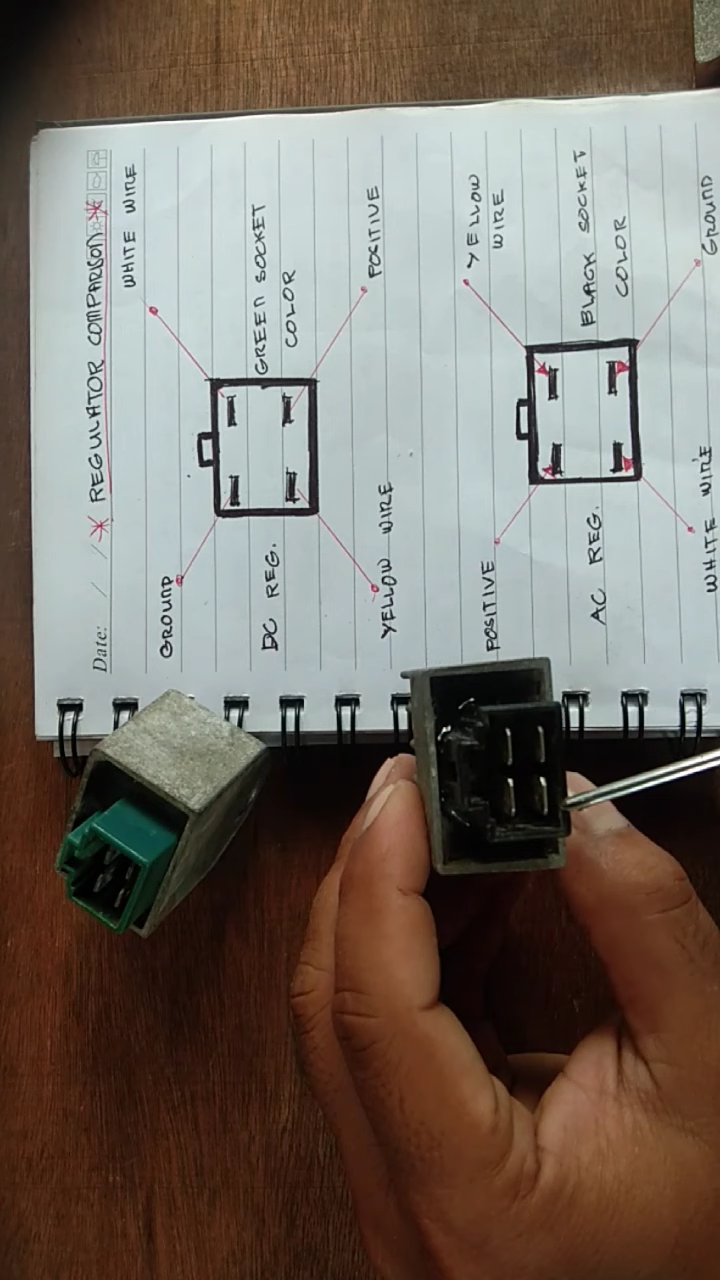 Date: / /
* REGULATOR COMPARISON *
GROUND
WHITE WIRE
DC REG.
GREEN SOCKET
COLOR
YELLOW WIRE
POSITIVE
POSITIVE
YELLOW
WIRE
AC REG.
BLACK SOCKET
COLOR
WHITE WIRE
GROUND